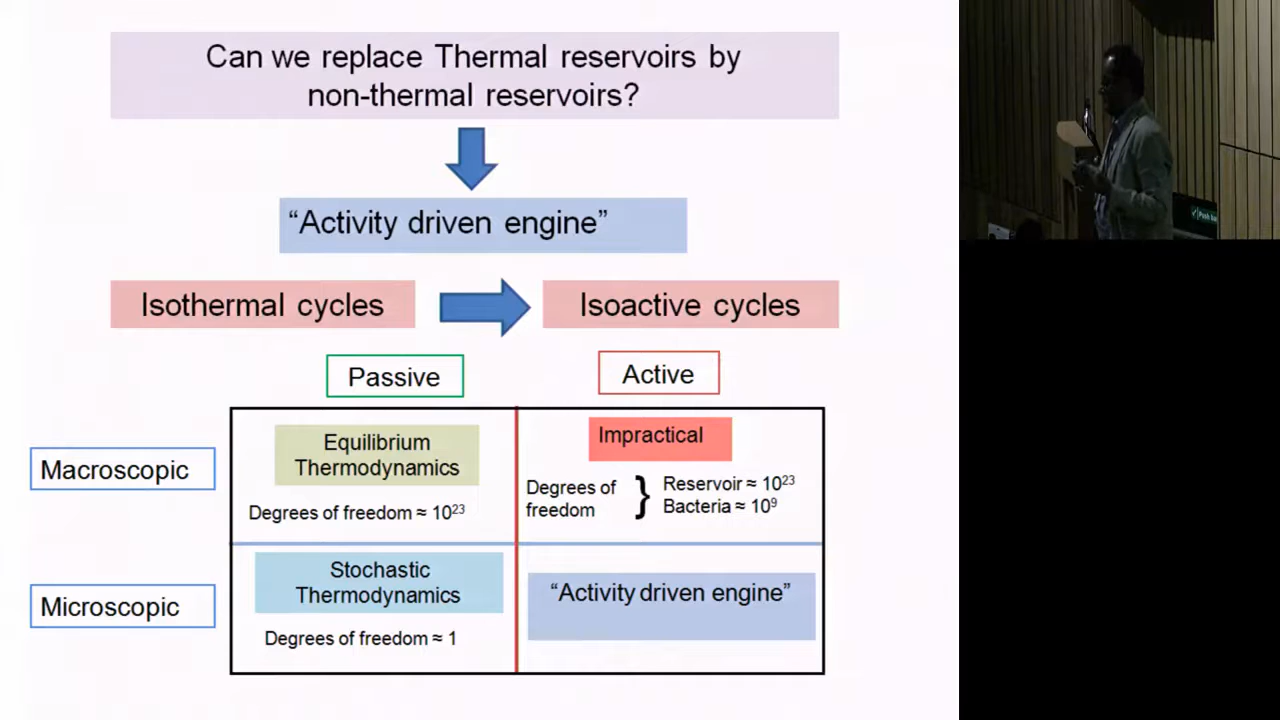 Can we replace Thermal reservoirs by
non-thermal reservoirs?
“Activity driven engine”
Isothermal cycles
Isoactive cycles
Passive
Active
Macroscopic
Equilibrium
Thermodynamics
Degrees of freedom ≈ 10²³
Impractical
Degrees of
freedom
}
Reservoir ≈ 10²³
Bacteria ≈ 10⁹
Microscopic
Stochastic
Thermodynamics
Degrees of freedom ≈ 1
“Activity driven engine”
Push